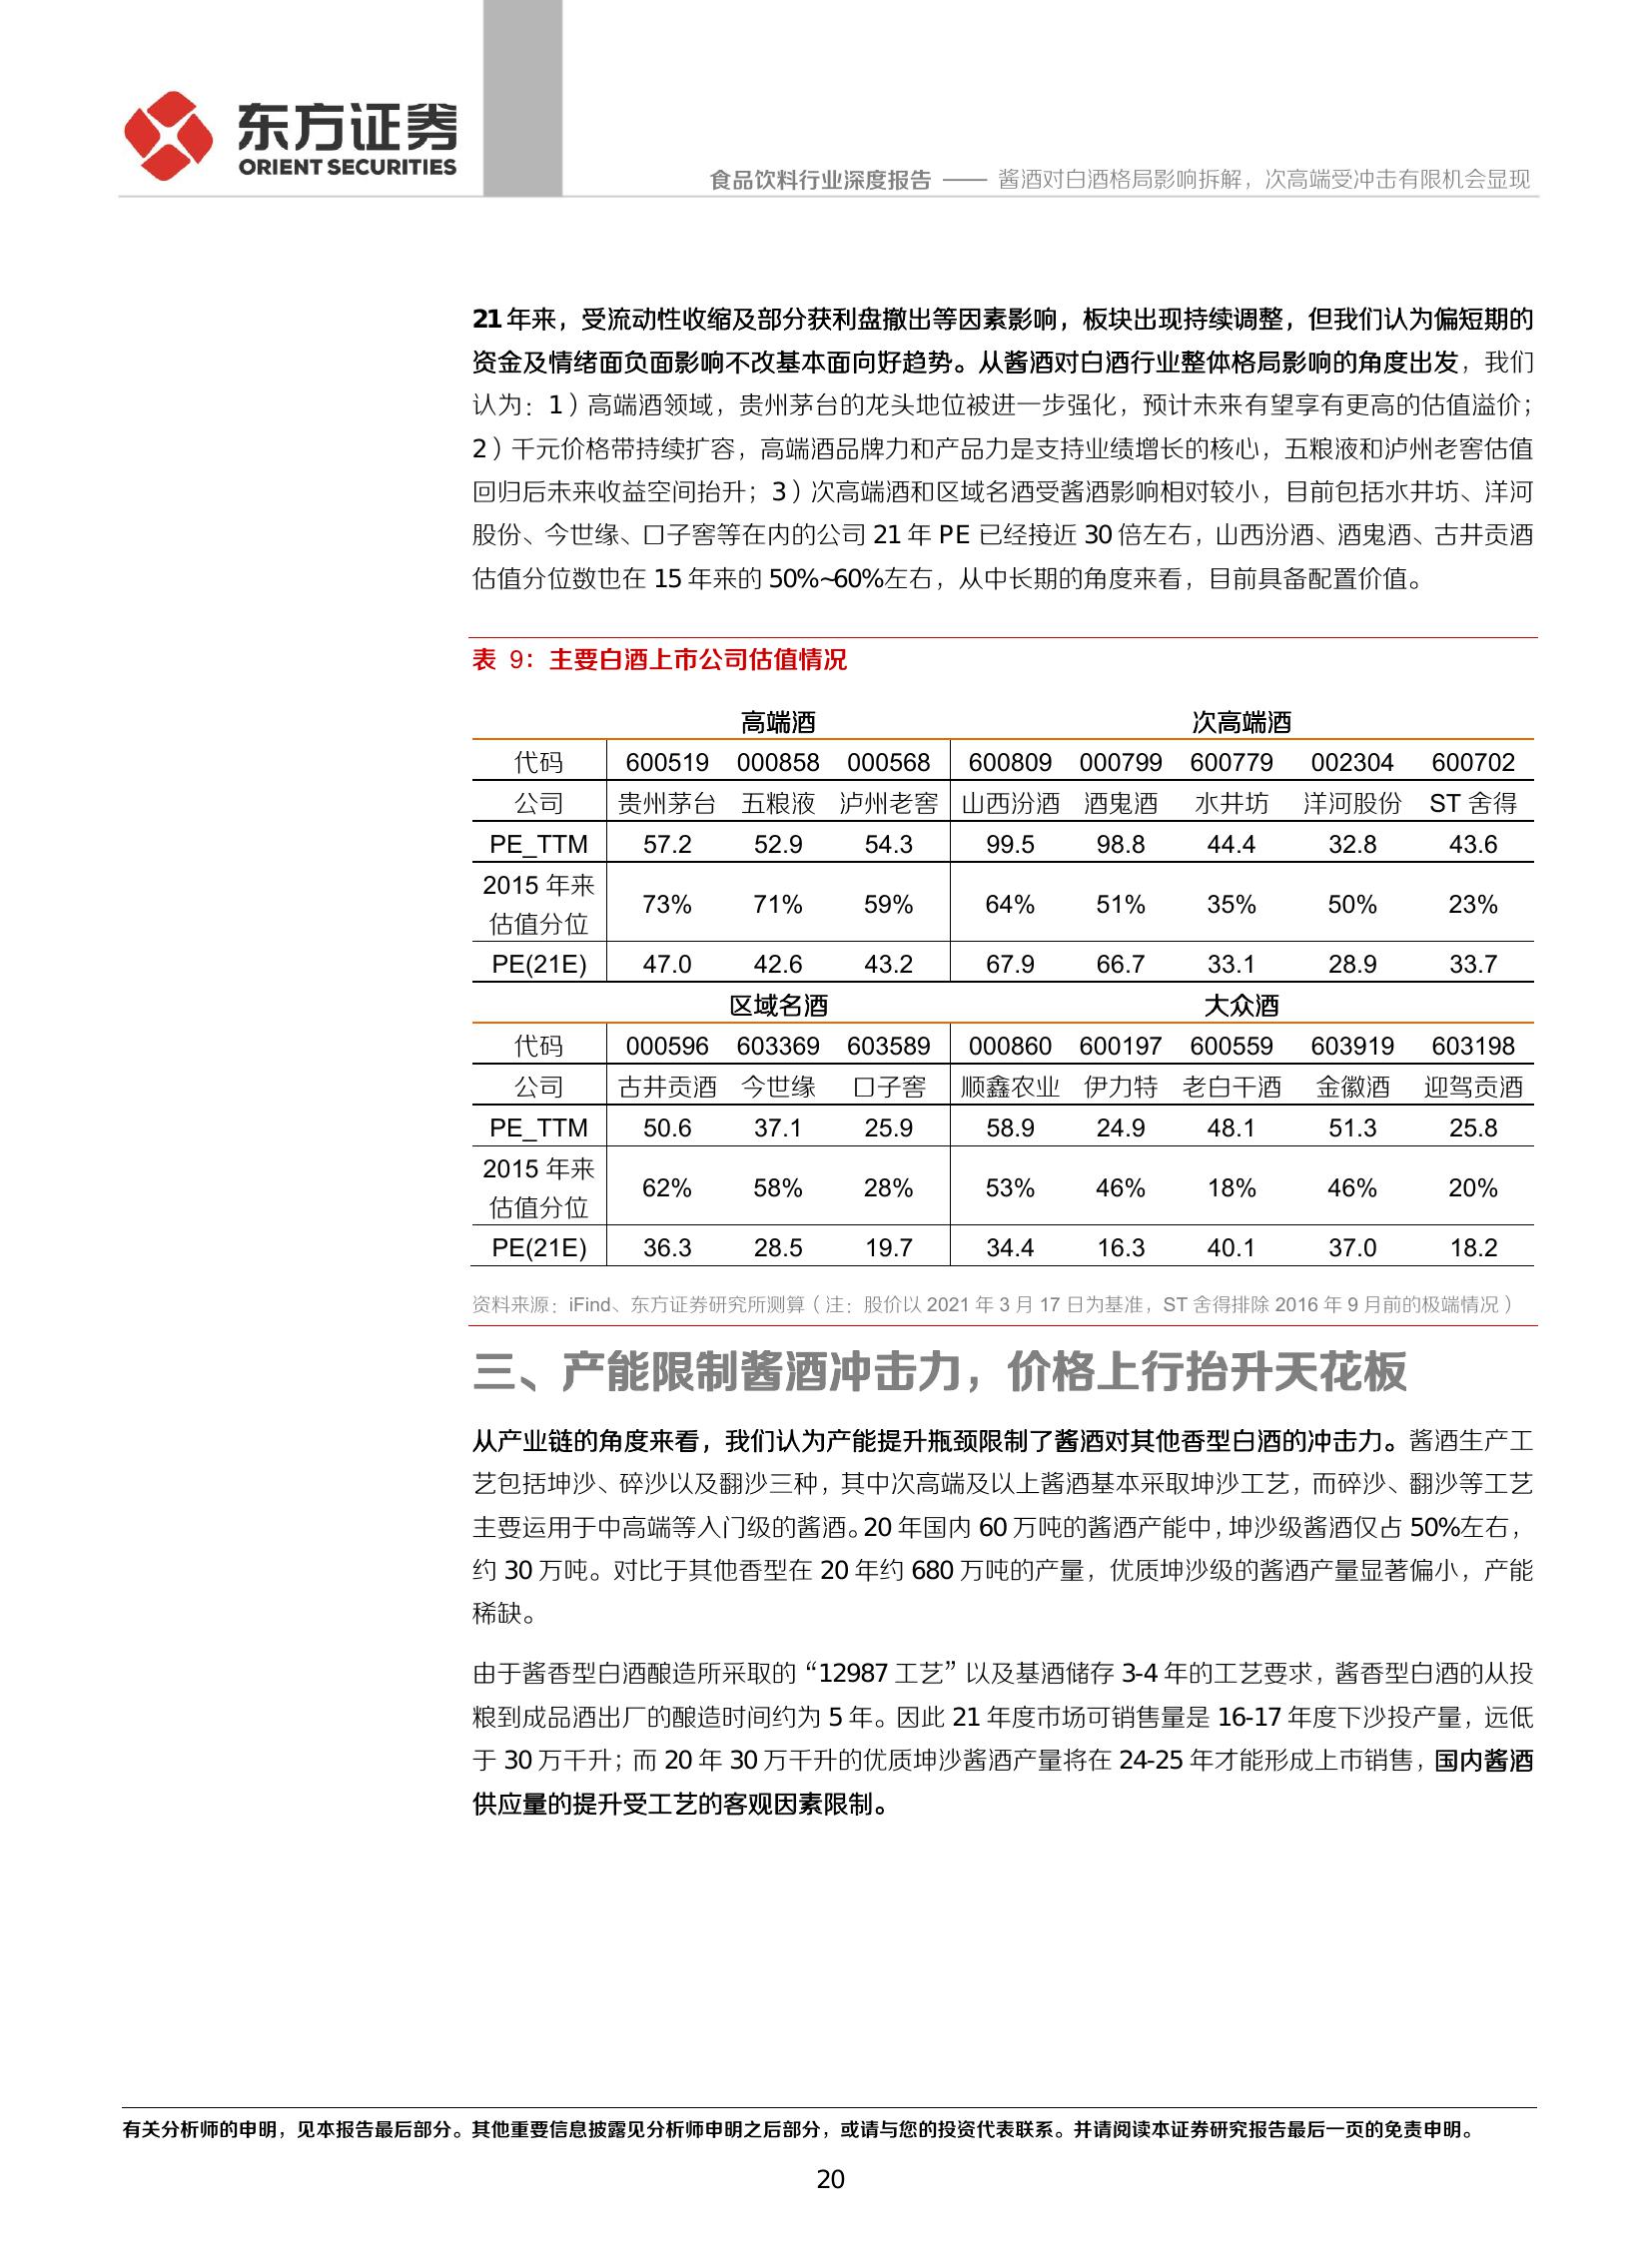 东方证券
ORIENT SECURITIES
食品饮料行业深度报告 —— 酱酒对白酒格局影响拆解，次高端受冲击有限机会显现
21 年来，受流动性收缩及部分获利盘撤出等因素影响，板块出现持续调整，但我们认为偏短期的
资金及情绪面负面影响不改基本面向好趋势。从酱酒对白酒行业整体格局影响的角度出发，我们
认为：1）高端酒领域，贵州茅台的龙头地位被进一步强化，预计未来有望享有更高的估值溢价；
2）千元价格带持续扩容，高端酒品牌力和产品力是支持业绩增长的核心，五粮液和泸州老窖估值
回归后未来收益空间抬升；3）次高端酒和区域名酒受酱酒影响相对较小，目前包括水井坊、洋河
股份、今世缘、口子窖等在内的公司 21 年 PE 已经接近 30 倍左右，山西汾酒、酒鬼酒、古井贡酒
估值分位数也在 15 年来的 50%~60%左右，从中长期的角度来看，目前具备配置价值。
表 9：主要白酒上市公司估值情况
高端酒 次高端酒
代码 600519 000858 000568 600809 000799 600779 002304 600702
公司 贵州茅台 五粮液 泸州老窖 山西汾酒 酒鬼酒 水井坊 洋河股份 ST 舍得
PE_TTM 57.2 52.9 54.3 99.5 98.8 44.4 32.8 43.6
2015 年来
估值分位 73% 71% 59% 64% 51% 35% 50% 23%
PE(21E) 47.0 42.6 43.2 67.9 66.7 33.1 28.9 33.7
区域名酒 大众酒
代码 000596 603369 603589 000860 600197 600559 603919 603198
公司 古井贡酒 今世缘 口子窖 顺鑫农业 伊力特 老白干酒 金徽酒 迎驾贡酒
PE_TTM 50.6 37.1 25.9 58.9 24.9 48.1 51.3 25.8
2015 年来
估值分位 62% 58% 28% 53% 46% 18% 46% 20%
PE(21E) 36.3 28.5 19.7 34.4 16.3 40.1 37.0 18.2
资料来源：iFind、东方证券研究所测算（注：股价以 2021 年 3 月 17 日为基准，ST 舍得排除 2016 年 9 月前的极端情况）
三、产能限制酱酒冲击力，价格上行抬升天花板
从产业链的角度来看，我们认为产能提升瓶颈限制了酱酒对其他香型白酒的冲击力。酱酒生产工
艺包括坤沙、碎沙以及翻沙三种，其中次高端及以上酱酒基本采取坤沙工艺，而碎沙、翻沙等工艺
主要运用于中高端等入门级的酱酒。20 年国内 60 万吨的酱酒产能中，坤沙级酱酒仅占 50%左右，
约 30 万吨。对比于其他香型在 20 年约 680 万吨的产量，优质坤沙级的酱酒产量显著偏小，产能
稀缺。
由于酱香型白酒酿造所采取的“12987 工艺”以及基酒储存 3-4 年的工艺要求，酱香型白酒的从投
粮到成品酒出厂的酿造时间约为 5 年。因此 21 年度市场可销售量是 16-17 年度下沙投产量，远低
于 30 万千升；而 20 年 30 万千升的优质坤沙酱酒产量将在 24-25 年才能形成上市销售，国内酱酒
供应量的提升受工艺的客观因素限制。
有关分析师的申明，见本报告最后部分。其他重要信息披露见分析师申明之后部分，或请与您的投资代表联系。并请阅读本证券研究报告最后一页的免责申明。
20